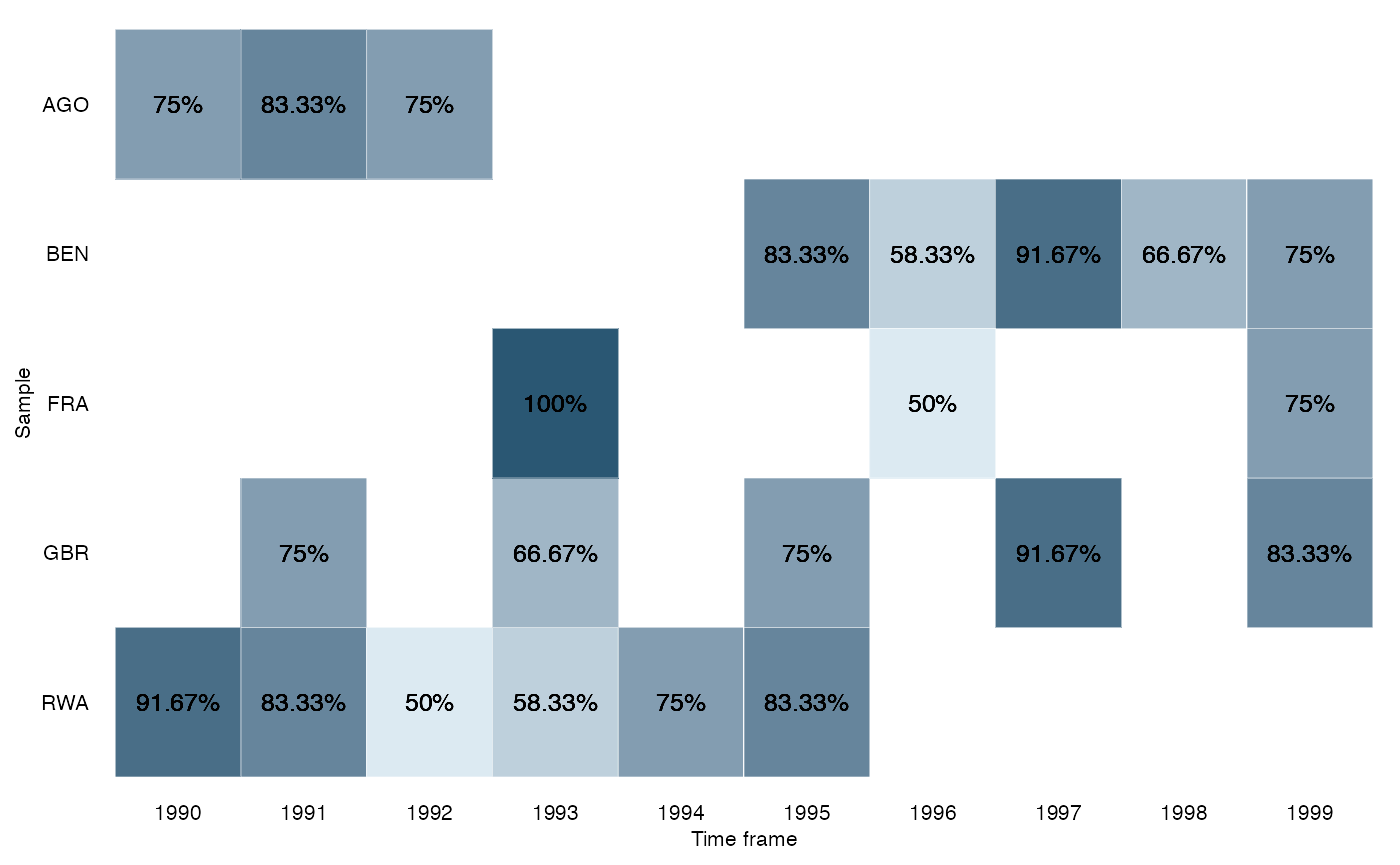 AGO 75% 83.33% 75%
BEN 83.33% 58.33% 91.67% 66.67% 75%
Sample
FRA 100% 50% 75%
GBR 75% 66.67% 75% 91.67% 83.33%
RWA 91.67% 83.33% 50% 58.33% 75% 83.33%
1990 1991 1992 1993 1994 1995 1996 1997 1998 1999
Time frame